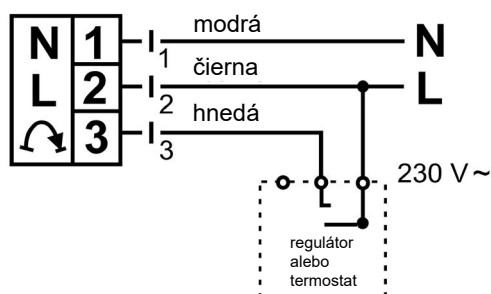 modrá
N 1 1 N
čierna
L 2 2 L
hnedá
3 3
230 V ~
regulátor
alebo
termostat